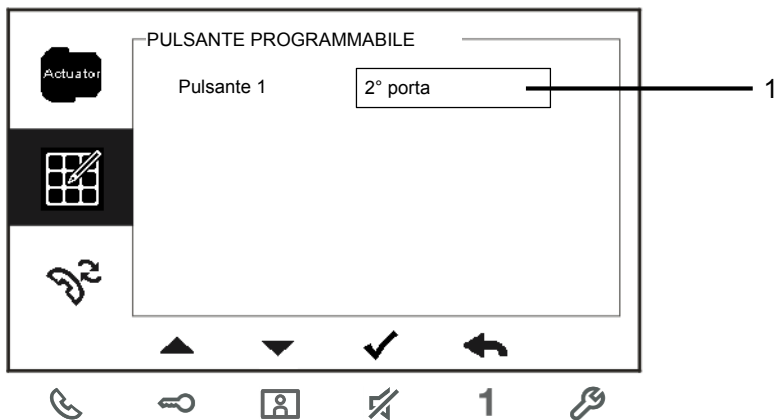 PULSANTE PROGRAMMABILE
Actuator
Pulsante 1
2° porta
1
1